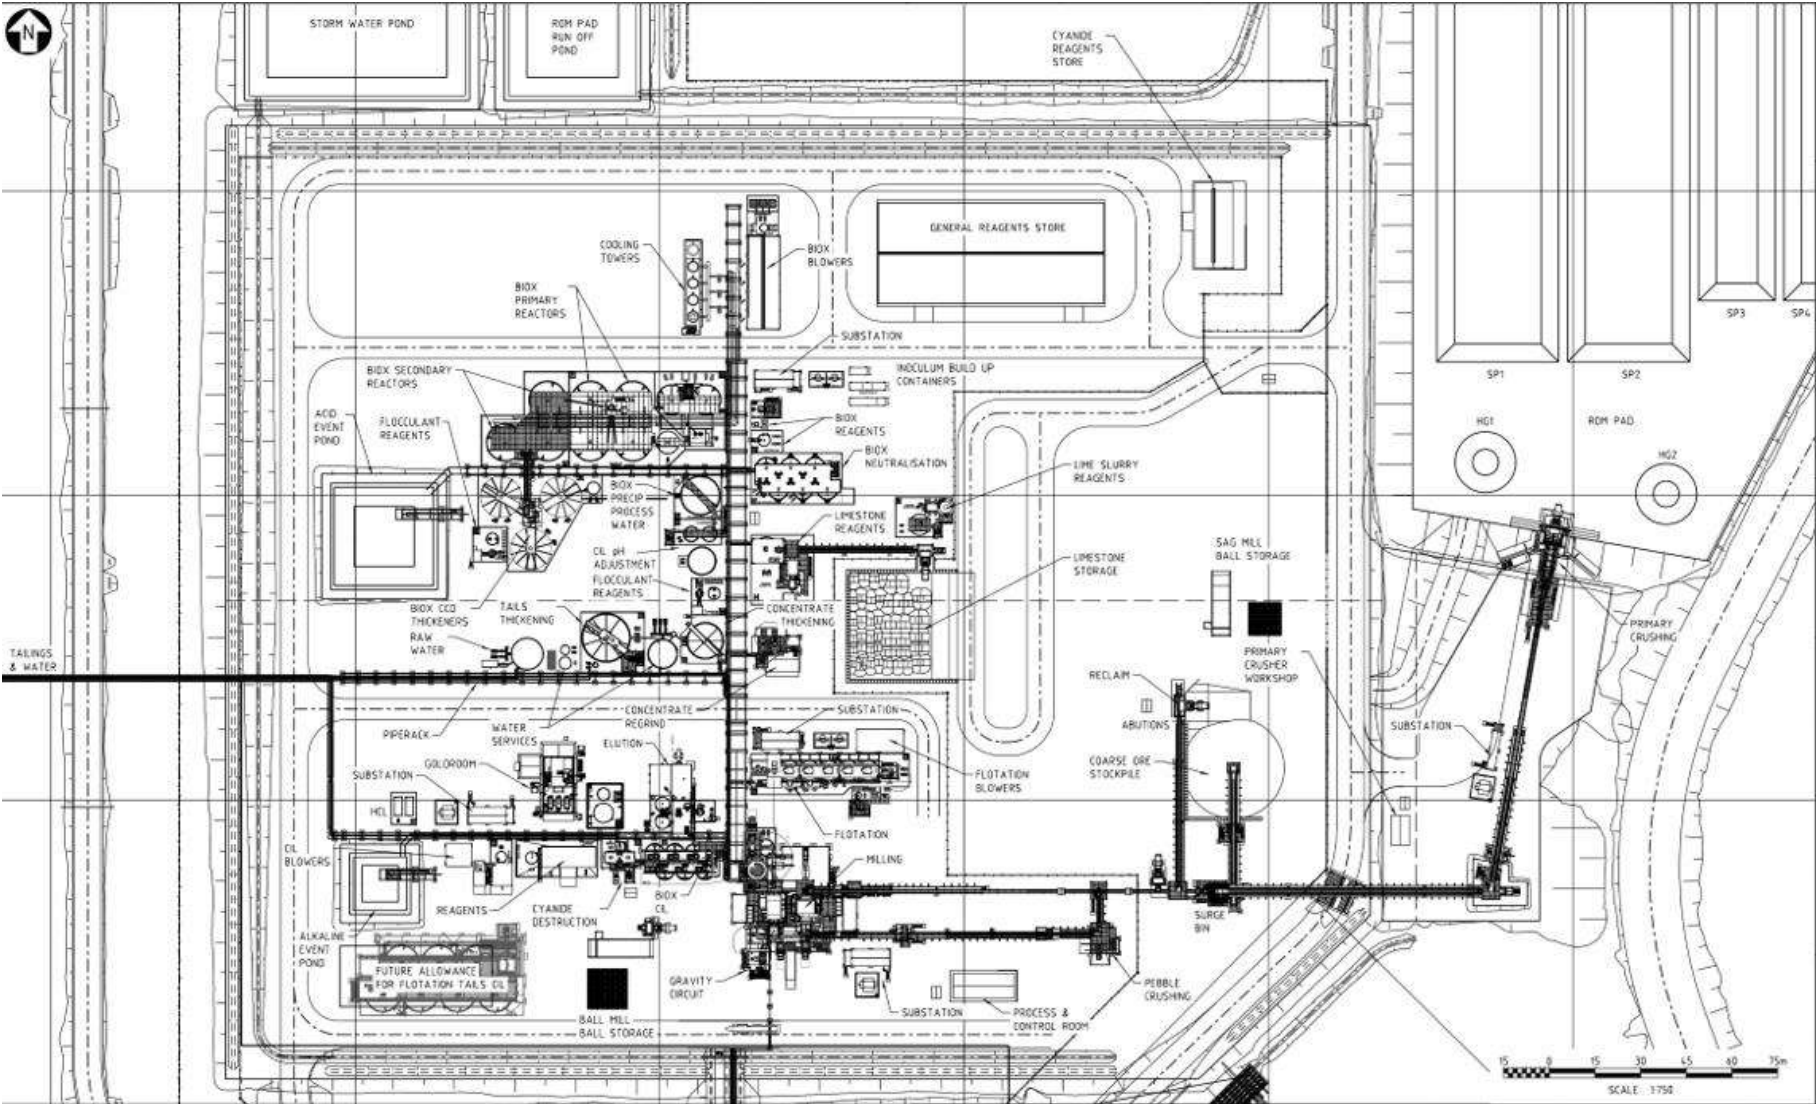 N
STORM WATER POND
ROM PAD
RUN OFF
POND
CYANIDE
REAGENTS
STORE
COOLING
TOWERS
BIOX
BLOWERS
GENERAL REAGENTS STORE
BIOX
PRIMARY
REACTORS
SUBSTATION
SP3
SP4
BIOX SECONDARY
REACTORS
INOCULUM BUILD UP
CONTAINERS
SP1
SP2
ACID
EVENT
POND
FLOCCULANT
REAGENTS
BIOX
REAGENTS
HG1
ROM PAD
BIOX
NEUTRALISATION
HG2
LIME SLURRY
REAGENTS
BIOX
PRECIP
PROCESS
WATER
LIMESTONE
REAGENTS
CIL pH
ADJUSTMENT
FLOCCULANT
REAGENTS
LIMESTONE
STORAGE
SAG MILL
BALL STORAGE
BIOX CCD
THICKENERS
RAW
WATER
TAILS
THICKENING
CONCENTRATE
THICKENING
PRIMARY
CRUSHING
TAILINGS
& WATER
PRIMARY
CRUSHER
WORKSHOP
RECLAIM
PIPERACK
WATER
SERVICES
CONCENTRATE
REGRIND
SUBSTATION
ABUTIONS
SUBSTATION
ELUTION
GOLDROOM
SUBSTATION
COARSE ORE
STOCKPILE
FLOTATION
BLOWERS
HCL
FLOTATION
CIL
BLOWERS
MILLING
REAGENTS
CYANIDE
DESTRUCTION
BIOX
CIL
SURGE
BIN
ALKALINE
EVENT
POND
FUTURE ALLOWANCE
FOR FLOTATION TAILS CIL
GRAVITY
CIRCUIT
PEBBLE
CRUSHING
BALL MILL
BALL STORAGE
SUBSTATION
PROCESS &
CONTROL ROOM
15 0 15 30 45 60 75m
SCALE 1:750